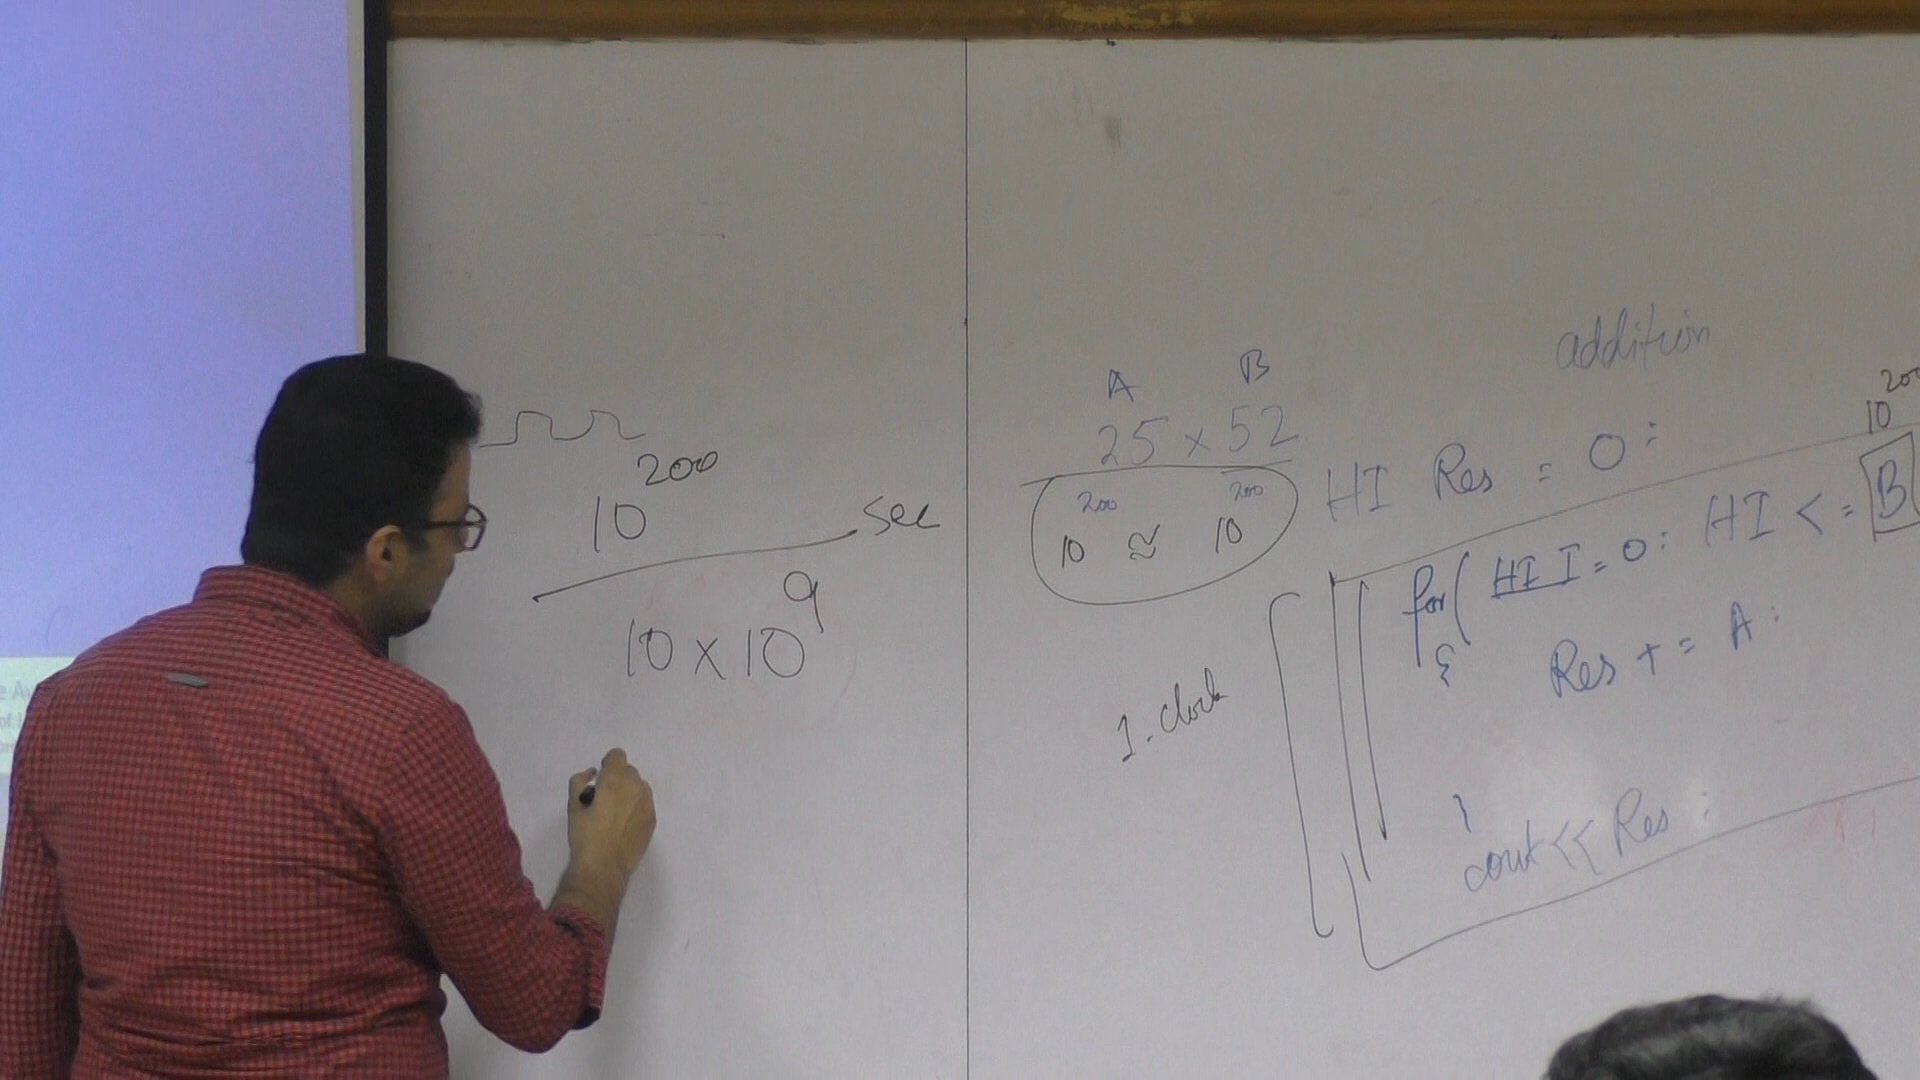 10^200
sec
10 x 10^9
A B
25 x 52
10^200 ≅ 10^200
1. clock
addition
10^200
HI Res = 0;
for( HI I = 0; HI <= B
{
Res += A;
}
cout << Res;